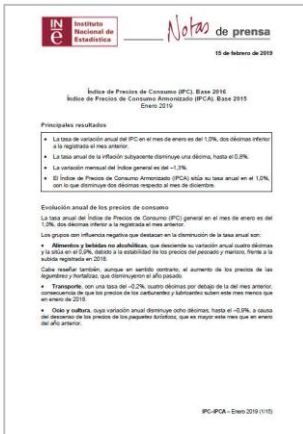 INe
Instituto
Nacional de
Estadística
Notas de prensa
15 de febrero de 2019
Índice de Precios de Consumo (IPC). Base 2016
Índice de Precios de Consumo Armonizado (IPCA). Base 2015
Enero 2019
Principales resultados
• La tasa de variación anual del IPC en el mes de enero es del 1,0%, dos décimas inferior
a la registrada el mes anterior.
• La tasa anual de la inflación subyacente disminuye una décima, hasta el 0,8%.
• La variación mensual del índice general es del –1,3%.
• El Índice de Precios de Consumo Armonizado (IPCA) sitúa su tasa anual en el 1,0%,
con lo que disminuye dos décimas respecto al mes de diciembre.
Evolución anual de los precios de consumo
La tasa anual del Índice de Precios de Consumo (IPC) general en el mes de enero es del
1,0%, dos décimas inferior a la registrada el mes anterior.
Los grupos con influencia negativa que destacan en la disminución de la tasa anual son:
• Alimentos y bebidas no alcohólicas, que desciende su variación anual cuatro décimas
y la sitúa en el 0,9%, debido a la estabilidad de los precios del pescado y marisco, frente a la
subida registrada en 2018.
Cabe reseñar también, aunque en sentido contrario, el aumento de los precios de las
legumbres y hortalizas, que disminuyeron el año pasado.
• Transporte, con una tasa del –0,2%, cuatro décimas por debajo de la del mes anterior,
consecuencia de que los precios de los carburantes y lubricantes suben este mes menos que
en enero de 2018.
• Ocio y cultura, cuya variación anual disminuye ocho décimas, hasta el –0,9%, a causa
del descenso de los precios de los paquetes turísticos, que es mayor este mes que en enero
del año anterior.
IPC-IPCA – Enero 2019 (1/15)